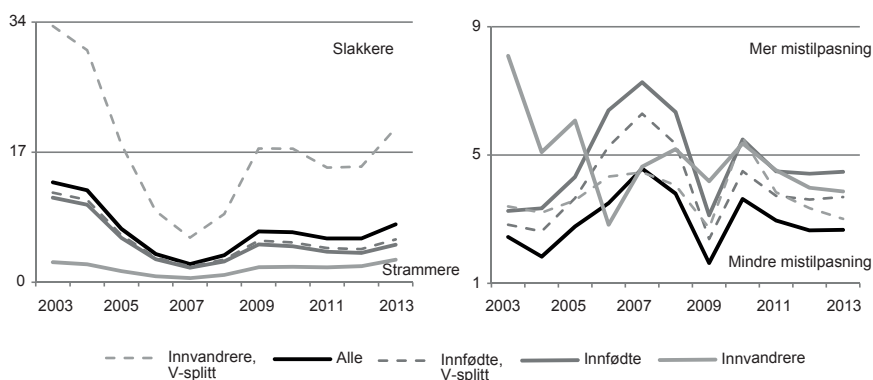 34
17
0
Slakkere
Strammere
2003 2005 2007 2009 2011 2013
9
5
1
Mer mistilpasning
Mindre mistilpasning
2003 2005 2007 2009 2011 2013
Innvandrere,
V-splitt
Alle
Innfødte,
V-splitt
Innfødte
Innvandrere